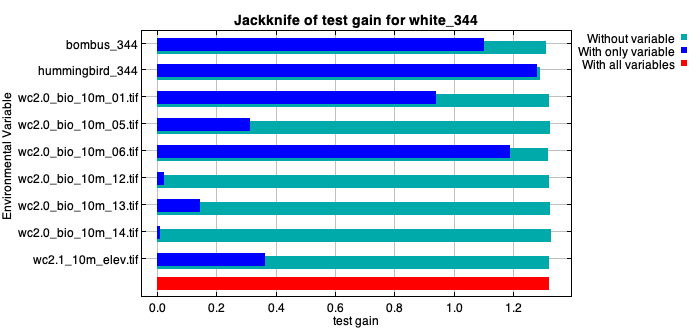 Jackknife of test gain for white_344
Without variable
With only variable
With all variables
Environmental Variable
bombus_344
hummingbird_344
wc2.0_bio_10m_01.tif
wc2.0_bio_10m_05.tif
wc2.0_bio_10m_06.tif
wc2.0_bio_10m_12.tif
wc2.0_bio_10m_13.tif
wc2.0_bio_10m_14.tif
wc2.1_10m_elev.tif
0.0 0.2 0.4 0.6 0.8 1.0 1.2
test gain